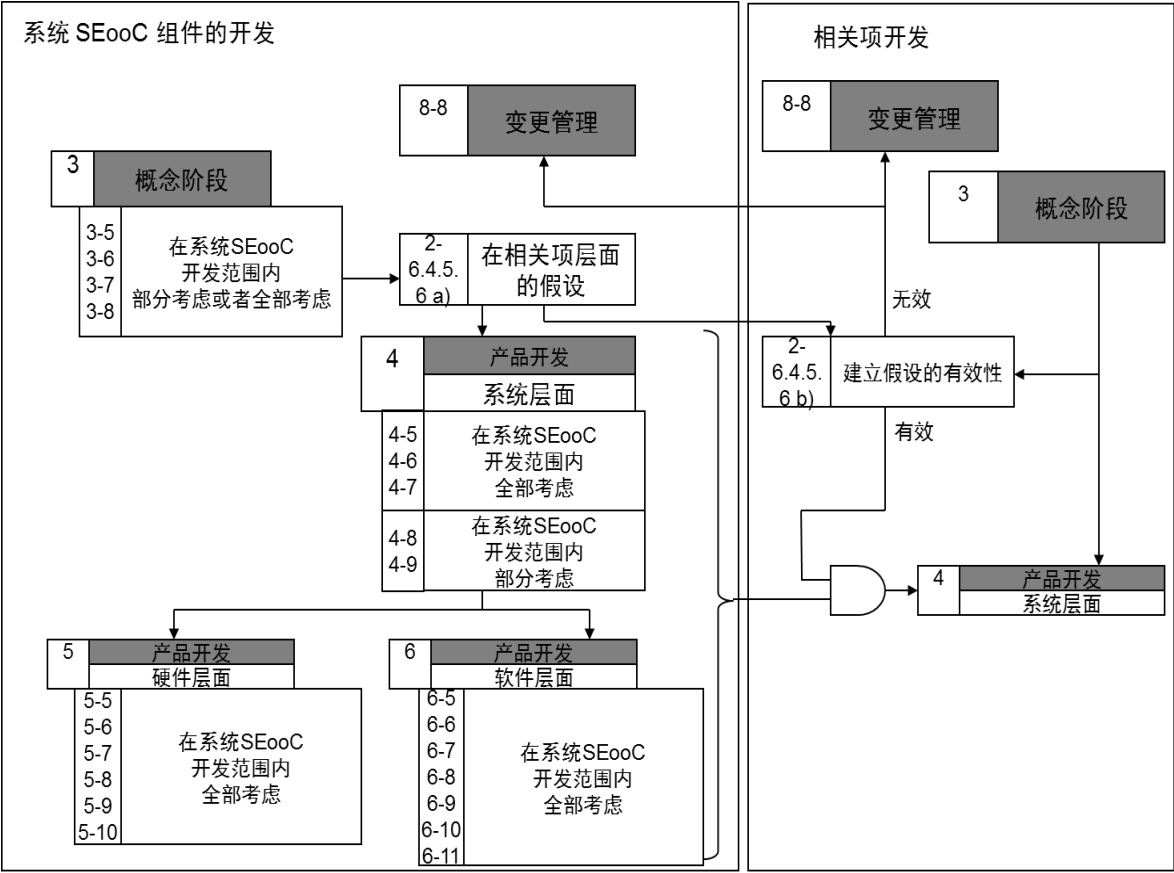 系统 SEooC 组件的开发
8-8
变更管理
3
概念阶段
3-5
3-6
3-7
3-8
在系统SEooC
开发范围内
部分考虑或者全部考虑
2-
6.4.5.
6 a)
在相关项层面
的假设
4
产品开发
系统层面
4-5
4-6
4-7
在系统SEooC
开发范围内
全部考虑
4-8
4-9
在系统SEooC
开发范围内
部分考虑
5
产品开发
硬件层面
5-5
5-6
5-7
5-8
5-9
5-10
在系统SEooC
开发范围内
全部考虑
6
产品开发
软件层面
6-5
6-6
6-7
6-8
6-9
6-10
6-11
在系统SEooC
开发范围内
全部考虑
相关项开发
8-8
变更管理
3
概念阶段
无效
2-
6.4.5.
6 b)
建立假设的有效性
有效
4
产品开发
系统层面